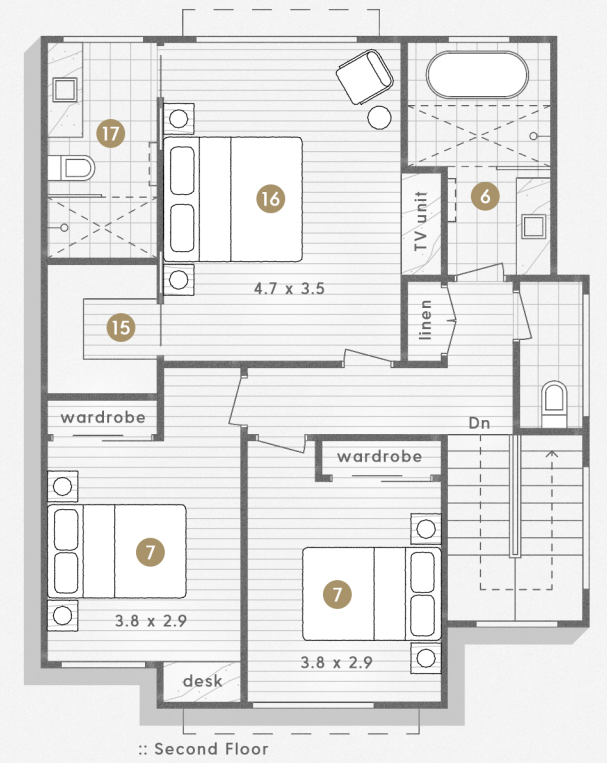 17
16
6
TV unit
4.7 x 3.5
15
linen
wardrobe
Dn
wardrobe
7
7
3.8 x 2.9
3.8 x 2.9
desk
:: Second Floor